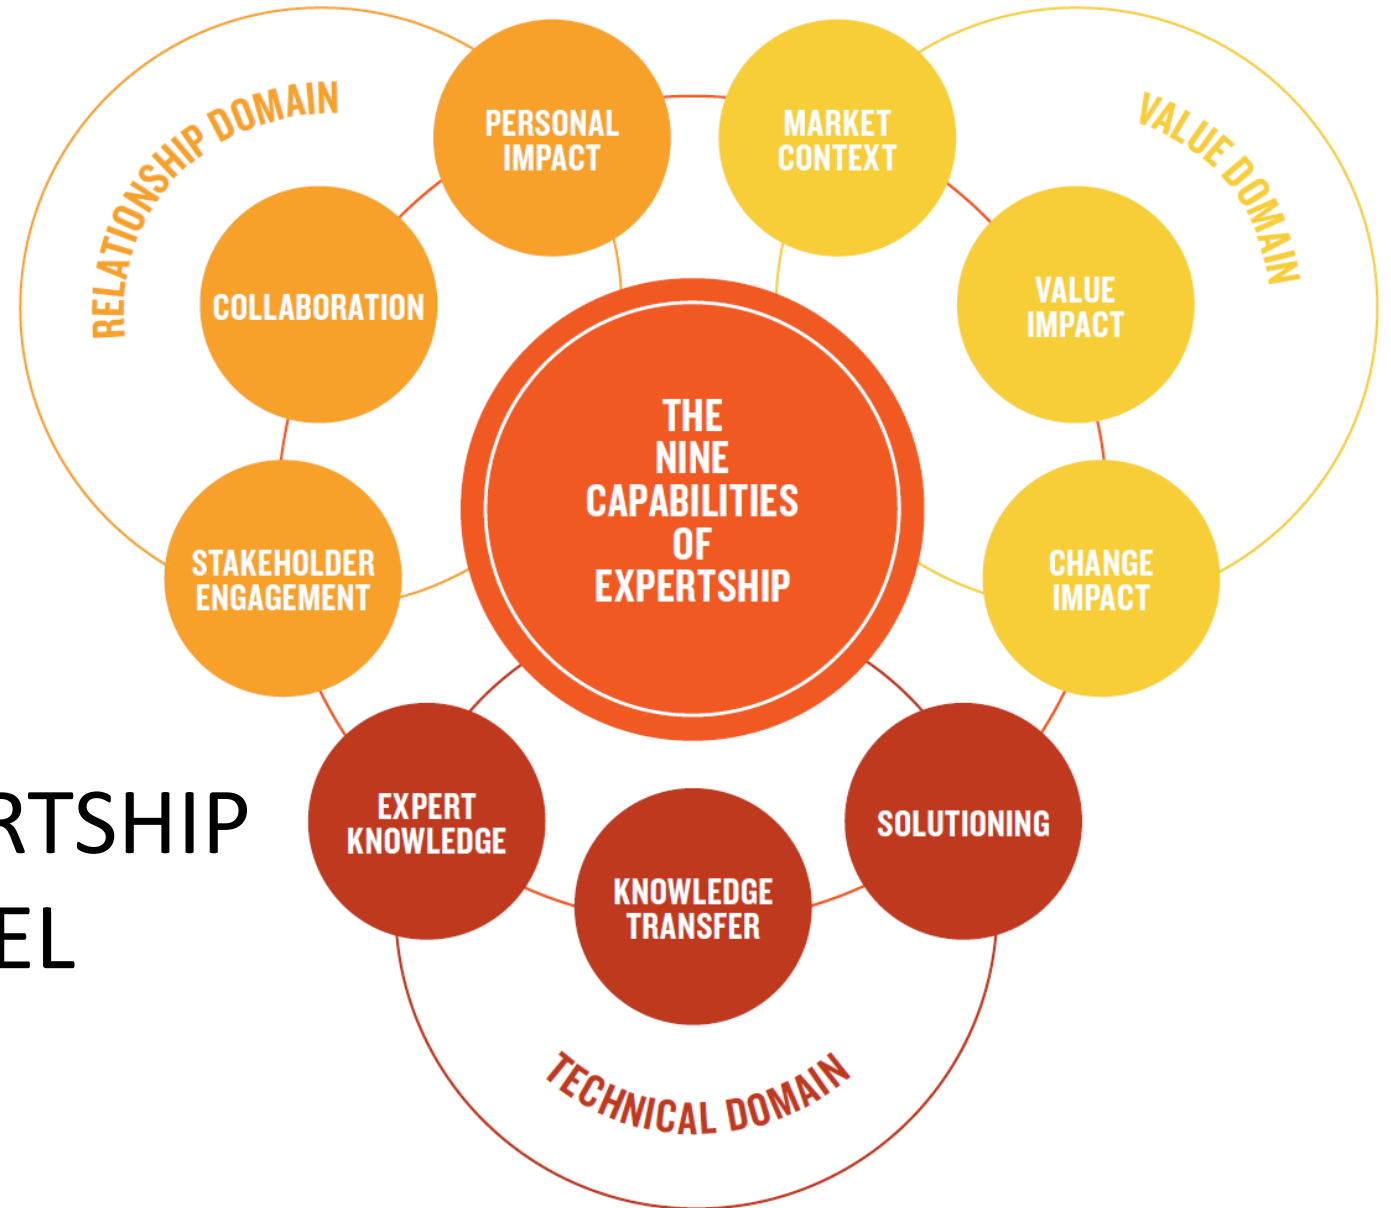 RELATIONSHIP DOMAIN
PERSONAL
IMPACT
COLLABORATION
STAKEHOLDER
ENGAGEMENT
MARKET
CONTEXT
VALUE DOMAIN
VALUE
IMPACT
CHANGE
IMPACT
THE
NINE
CAPABILITIES
OF
EXPERTSHIP
EXPERT
KNOWLEDGE
KNOWLEDGE
TRANSFER
SOLUTIONING
TECHNICAL DOMAIN
RTSHIP
EL